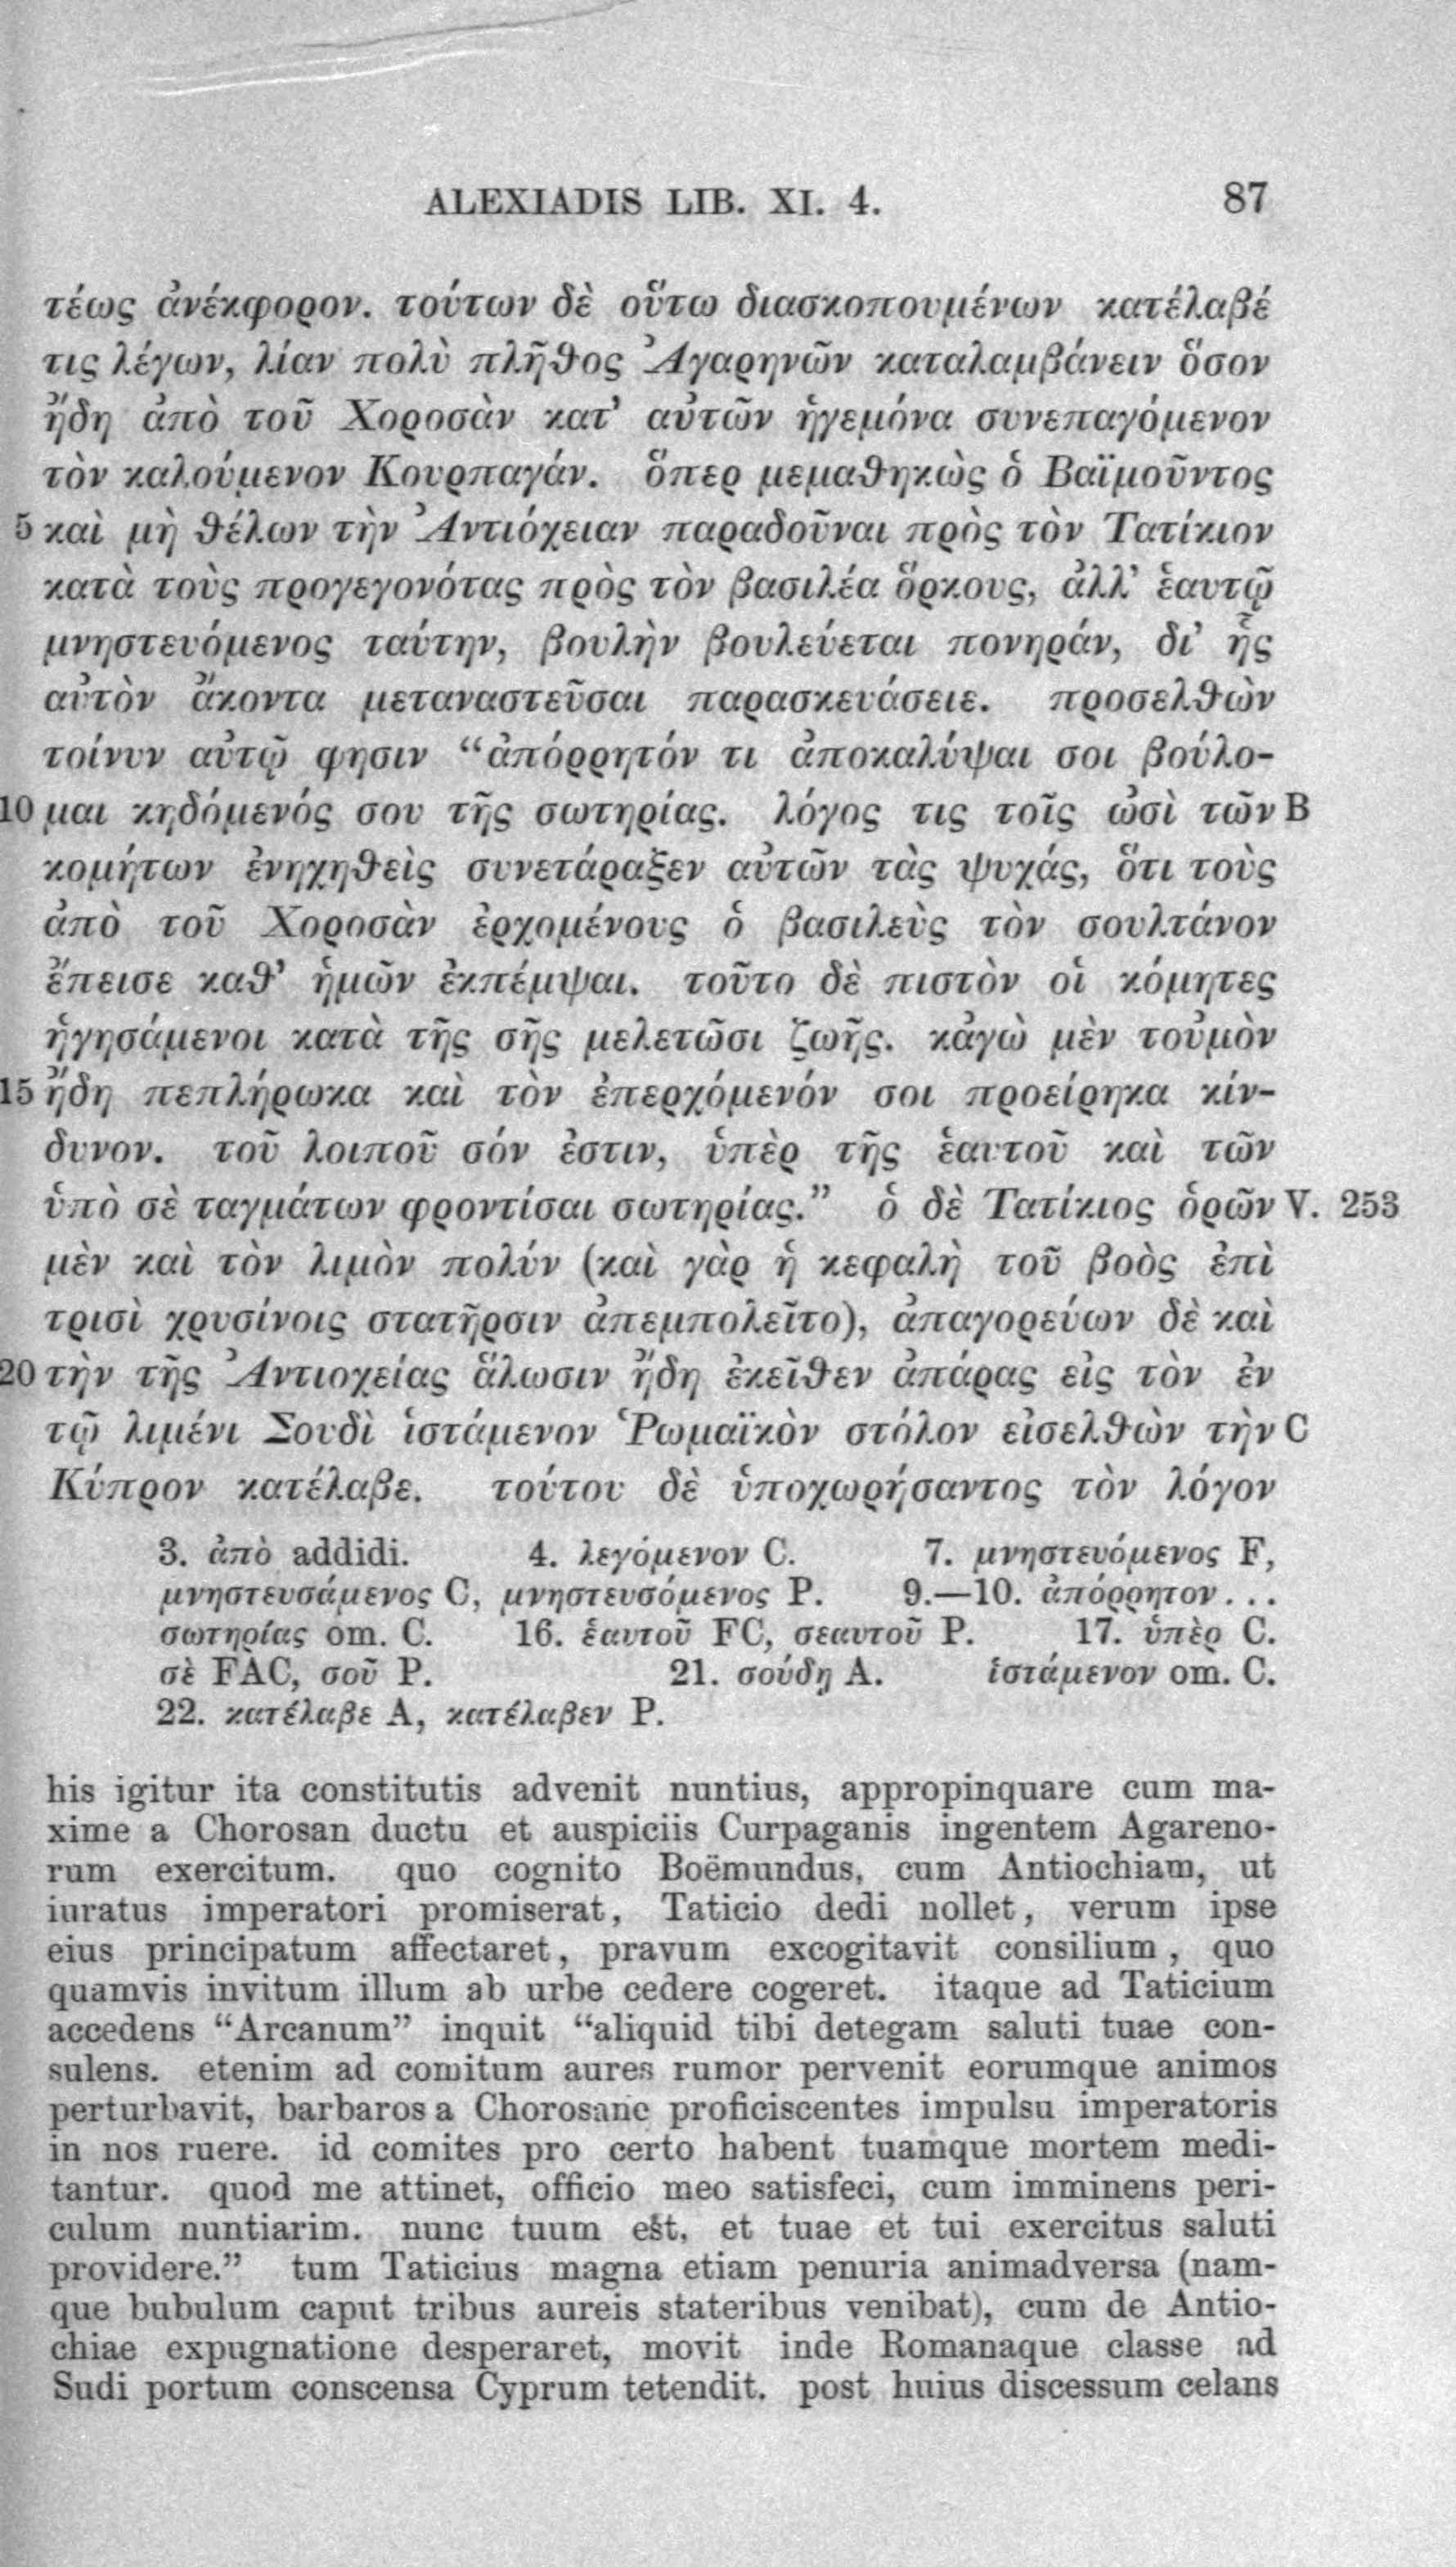 ALEXIADIS LIB. XI. 4. 87
τέως ἀνέκφορον. τούτων δὲ οὕτω διασκοπουμένων κατέλαβέ
τις λέγων, λίαν πολὺ πλῆθος Ἀγαρηνῶν καταλαμβάνειν ὅσον
ἤδη ἀπὸ τοῦ Χοροσὰν κατ' αὐτῶν ἡγεμόνα συνεπαγόμενον
τὸν καλούμενον Κουρπαγάν. ὅπερ μεμαθηκὼς ὁ Βαϊμοῦντος
5 καὶ μὴ θέλων τὴν Ἀντιόχειαν παραδοῦναι πρὸς τὸν Τατίκιον
κατὰ τοὺς προγεγονότας πρὸς τὸν βασιλέα ὅρκους, ἀλλ' ἑαυτῷ
μνηστευόμενος ταύτην, βουλὴν βουλεύεται πονηράν, δι' ἧς
αὐτὸν ἄκοντα μεταναστεῦσαι παρασκευάσειε. προσελθὼν
τοίνυν αὐτῷ φησιν “ἀπόρρητόν τι ἀποκαλύψαι σοι βούλο-
10 μαι κηδόμενός σου τῆς σωτηρίας. λόγος τις τοῖς ὠσὶ τῶν B
κομήτων ἐνηχηθεὶς συνετάραξεν αὐτῶν τὰς ψυχάς, ὅτι τοὺς
ἀπὸ τοῦ Χοροσὰν ἐρχομένους ὁ βασιλεὺς τὸν σουλτάνον
ἔπεισε καθ' ἡμῶν ἐκπέμψαι. τοῦτο δὲ πιστὸν οἱ κόμητες
ἡγησάμενοι κατὰ τῆς σῆς μελετῶσι ζωῆς. κἀγὼ μὲν τοὐμὸν
15 ἤδη πεπλήρωκα καὶ τὸν ἐπερχόμενόν σοι προείρηκα κίν-
δυνον. τοῦ λοιποῦ σόν ἐστιν, ὑπὲρ τῆς ἑαυτοῦ καὶ τῶν
ὑπὸ σὲ ταγμάτων φροντίσαι σωτηρίας.” ὁ δὲ Τατίκιος ὁρῶν V. 253
μὲν καὶ τὸν λιμὸν πολύν (καὶ γὰρ ἡ κεφαλὴ τοῦ βοὸς ἐπὶ
τρισὶ χρυσίνοις στατῆρσιν ἀπεμπολεῖτο), ἀπαγορεύων δὲ καὶ
20 τὴν τῆς Ἀντιοχείας ἅλωσιν ἤδη ἐκεῖθεν ἀπάρας εἰς τὸν ἐν
τῷ λιμένι Σουδὶ ἱστάμενον Ῥωμαϊκὸν στόλον εἰσελθὼν τὴν C
Κύπρον κατέλαβε. τούτου δὲ ὑποχωρήσαντος τὸν λόγον
3. ἀπὸ addidi. 4. λεγόμενον C. 7. μνηστευόμενος F,
μνηστευσάμενος C, μνηστευσόμενος P. 9.—10. ἀπόρρητον...
σωτηρίας om. C. 16. ἑαυτοῦ FC, σεαυτοῦ P. 17. ὑπὲρ C.
σὲ FAC, σοῦ P. 21. σούδῃ A. ἱστάμενον om. C.
22. κατέλαβε A, κατέλαβεν P.
his igitur ita constitutis advenit nuntius, appropinquare cum ma-
xime a Chorosan ductu et auspiciis Curpaganis ingentem Agareno-
rum exercitum. quo cognito Boëmundus, cum Antiochiam, ut
iuratus imperatori promiserat, Taticio dedi nollet, verum ipse
eius principatum affectaret, pravum excogitavit consilium, quo
quamvis invitum illum ab urbe cedere cogeret. itaque ad Taticium
accedens “Arcanum” inquit “aliquid tibi detegam saluti tuae con-
sulens. etenim ad comitum aures rumor pervenit eorumque animos
perturbavit, barbaros a Chorosane proficiscentes impulsu imperatoris
in nos ruere. id comites pro certo habent tuamque mortem medi-
tantur. quod me attinet, officio meo satisfeci, cum imminens peri-
culum nuntiarim. nunc tuum est, et tuae et tui exercitus saluti
providere.” tum Taticius magna etiam penuria animadversa (nam-
que bubulum caput tribus aureis stateribus venibat), cum de Antio-
chiae expugnatione desperaret, movit inde Romanaque classe ad
Sudi portum conscensa Cyprum tetendit. post huius discessum celans